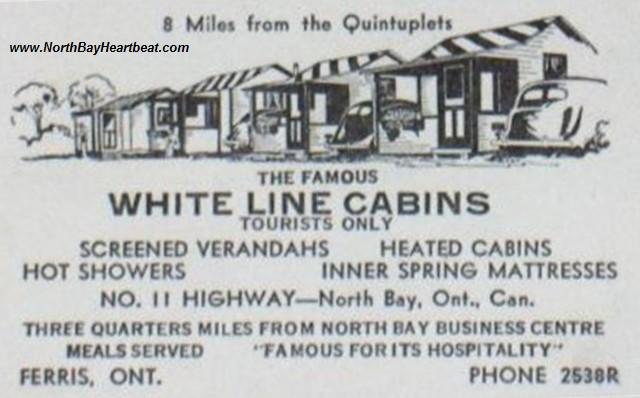 8 Miles from the Quintuplets
www.NorthBayHeartbeat.com
THE FAMOUS
WHITE LINE CABINS
TOURISTS ONLY
SCREENED VERANDAHS HEATED CABINS
HOT SHOWERS INNER SPRING MATTRESSES
NO. 11 HIGHWAY—North Bay, Ont., Can.
THREE QUARTERS MILES FROM NORTH BAY BUSINESS CENTRE
MEALS SERVED "FAMOUS FOR ITS HOSPITALITY"
FERRIS, ONT. PHONE 2538R